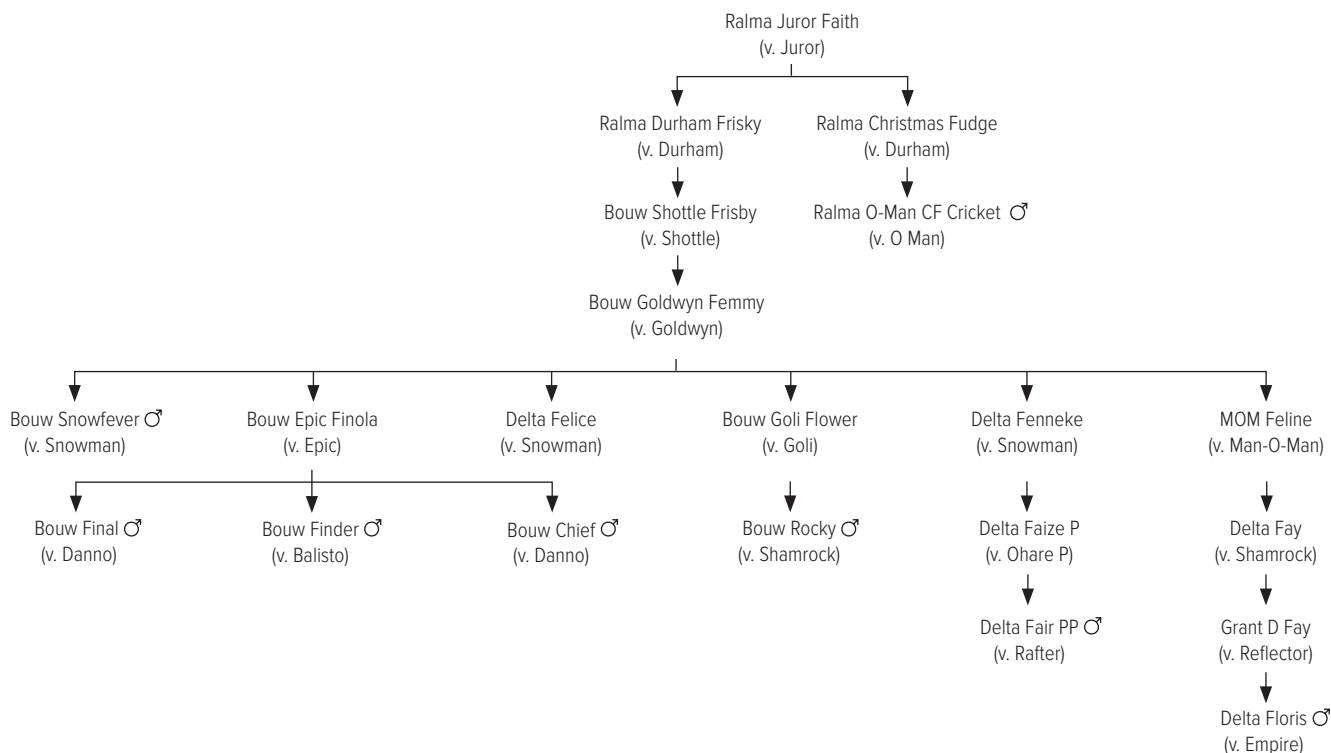 Ralma Juror Faith
(v. Juror)
Ralma Durham Frisky
(v. Durham)
Ralma Christmas Fudge
(v. Durham)
Bouw Shottle Frisby
(v. Shottle)
Ralma O-Man CF Cricket ♂
(v. O Man)
Bouw Goldwyn Femmy
(v. Goldwyn)
Bouw Snowfever ♂
(v. Snowman)
Bouw Epic Finola
(v. Epic)
Delta Felice
(v. Snowman)
Bouw Goli Flower
(v. Goli)
Delta Fenneke
(v. Snowman)
MOM Feline
(v. Man-O-Man)
Bouw Final ♂
(v. Danno)
Bouw Finder ♂
(v. Balisto)
Bouw Chief ♂
(v. Danno)
Bouw Rocky ♂
(v. Shamrock)
Delta Faize P
(v. Ohare P)
Delta Fay
(v. Shamrock)
Delta Fair PP ♂
(v. Rafter)
Grant D Fay
(v. Reflector)
Delta Floris ♂
(v. Empire)